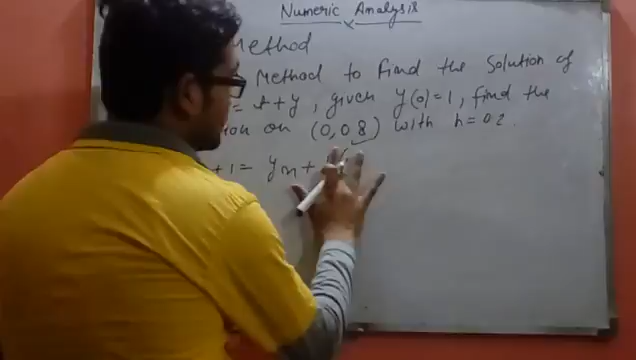 Numeric Analysis
Method
Method to Find the Solution of
= t+y, given y(0)=1, find the
on (0,0.8) with h=0.2.
+1= yn+